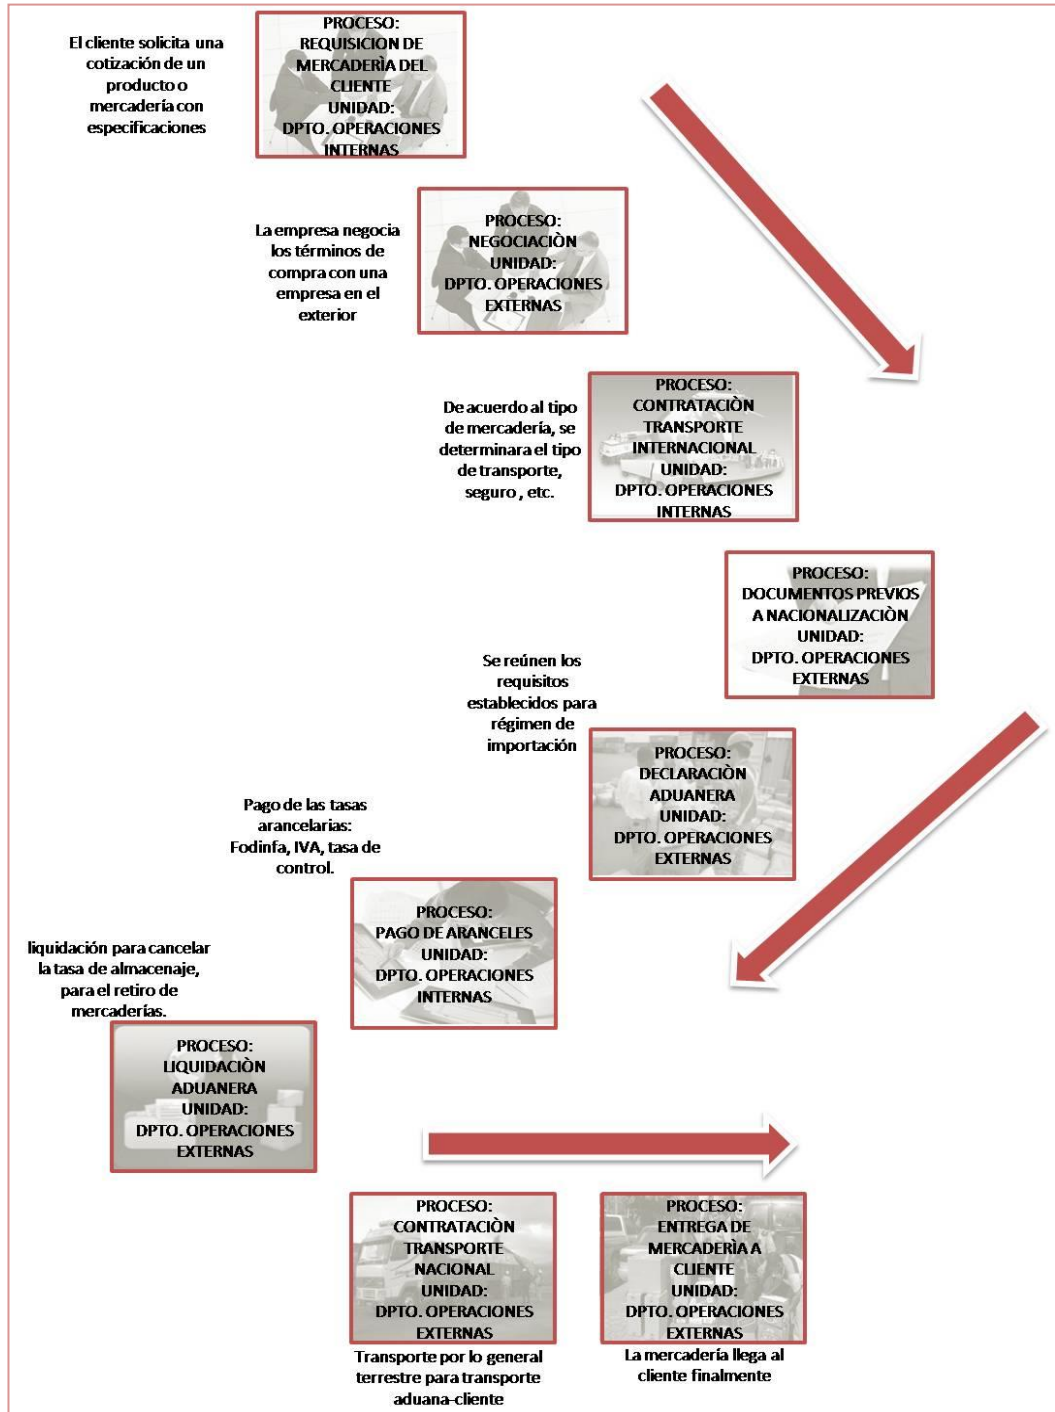 El cliente solicita una
cotización de un
producto o
mercadería con
especificaciones
PROCESO:
REQUISICION DE
MERCADERÌA DEL
CLIENTE
UNIDAD:
DPTO. OPERACIONES
INTERNAS
La empresa negocia
los términos de
compra con una
empresa en el
exterior
PROCESO:
NEGOCIACIÒN
UNIDAD:
DPTO. OPERACIONES
EXTERNAS
De acuerdo al tipo
de mercadería, se
determinara el tipo
de transporte,
seguro , etc.
PROCESO:
CONTRATACIÒN
TRANSPORTE
INTERNACIONAL
UNIDAD:
DPTO. OPERACIONES
INTERNAS
PROCESO:
DOCUMENTOS PREVIOS
A NACIONALIZACIÒN
UNIDAD:
DPTO. OPERACIONES
EXTERNAS
Se reúnen los
requisitos
establecidos para
régimen de
importación
PROCESO:
DECLARACIÒN
ADUANERA
UNIDAD:
DPTO. OPERACIONES
EXTERNAS
Pago de las tasas
arancelarias:
Fodinfa, IVA, tasa de
control.
PROCESO:
PAGO DE ARANCELES
UNIDAD:
DPTO. OPERACIONES
INTERNAS
liquidación para cancelar
la tasa de almacenaje,
para el retiro de
mercaderías.
PROCESO:
LIQUIDACIÒN
ADUANERA
UNIDAD:
DPTO. OPERACIONES
EXTERNAS
PROCESO:
CONTRATACIÒN
TRANSPORTE
NACIONAL
UNIDAD:
DPTO. OPERACIONES
EXTERNAS
Transporte por lo general
terrestre para transporte
aduana-cliente
PROCESO:
ENTREGA DE
MERCADERÌA A
CLIENTE
UNIDAD:
DPTO. OPERACIONES
EXTERNAS
La mercadería llega al
cliente finalmente